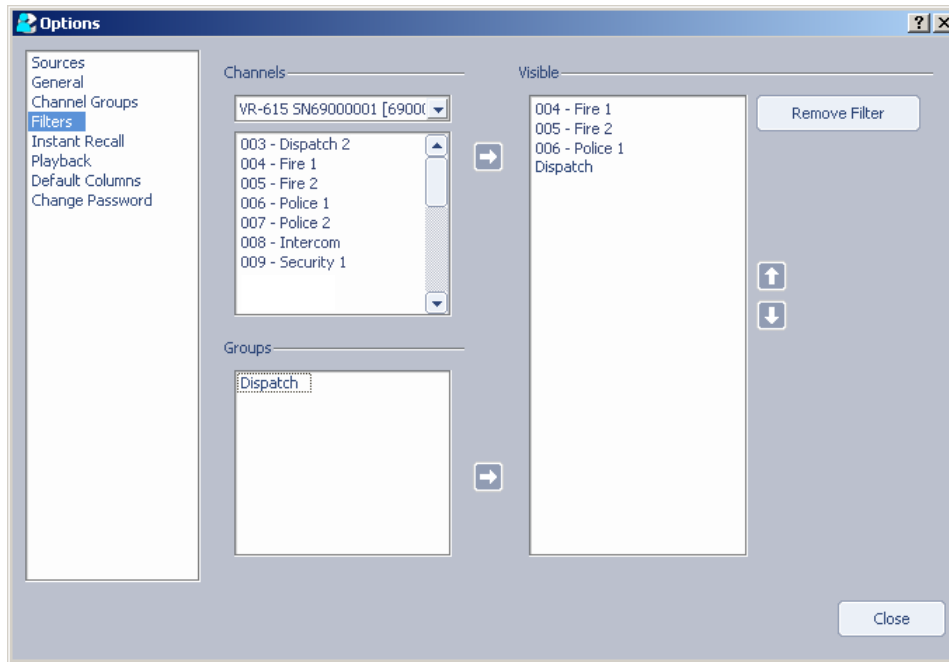 Options
Sources
General
Channel Groups
Filters
Instant Recall
Playback
Default Columns
Change Password
Channels
VR-615 SN69000001 [6900
003 - Dispatch 2
004 - Fire 1
005 - Fire 2
006 - Police 1
007 - Police 2
008 - Intercom
009 - Security 1
Groups
Dispatch
Visible
004 - Fire 1
005 - Fire 2
006 - Police 1
Dispatch
Remove Filter
Close